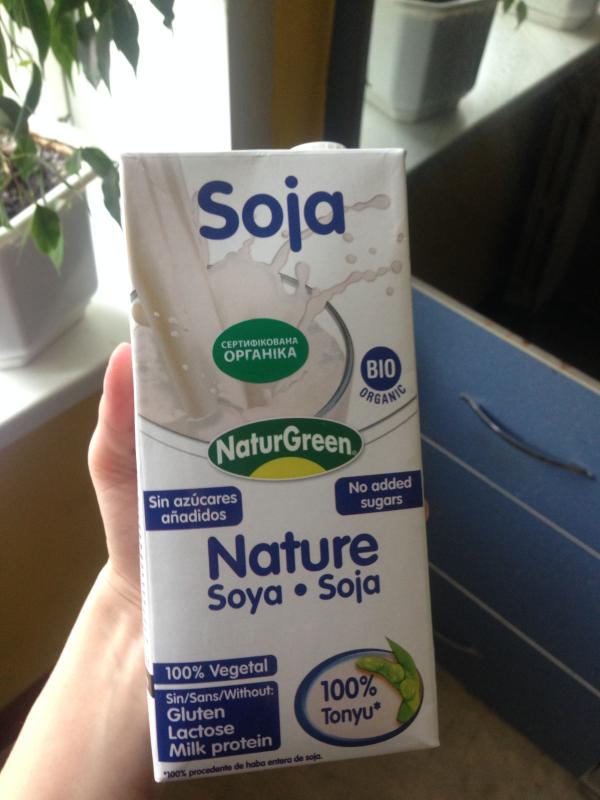 Soja
СЕРТИФІКОВАНА
ОРГАНІКА
BIO
ORGANIC
NaturGreen®
Sin azúcares
añadidos
No added
sugars
Nature
Soya • Soja
100% Vegetal
Sin/Sans/Without:
Gluten
Lactose
Milk protein
100%
Tonyu*
*100% procedente de haba entera de soja.